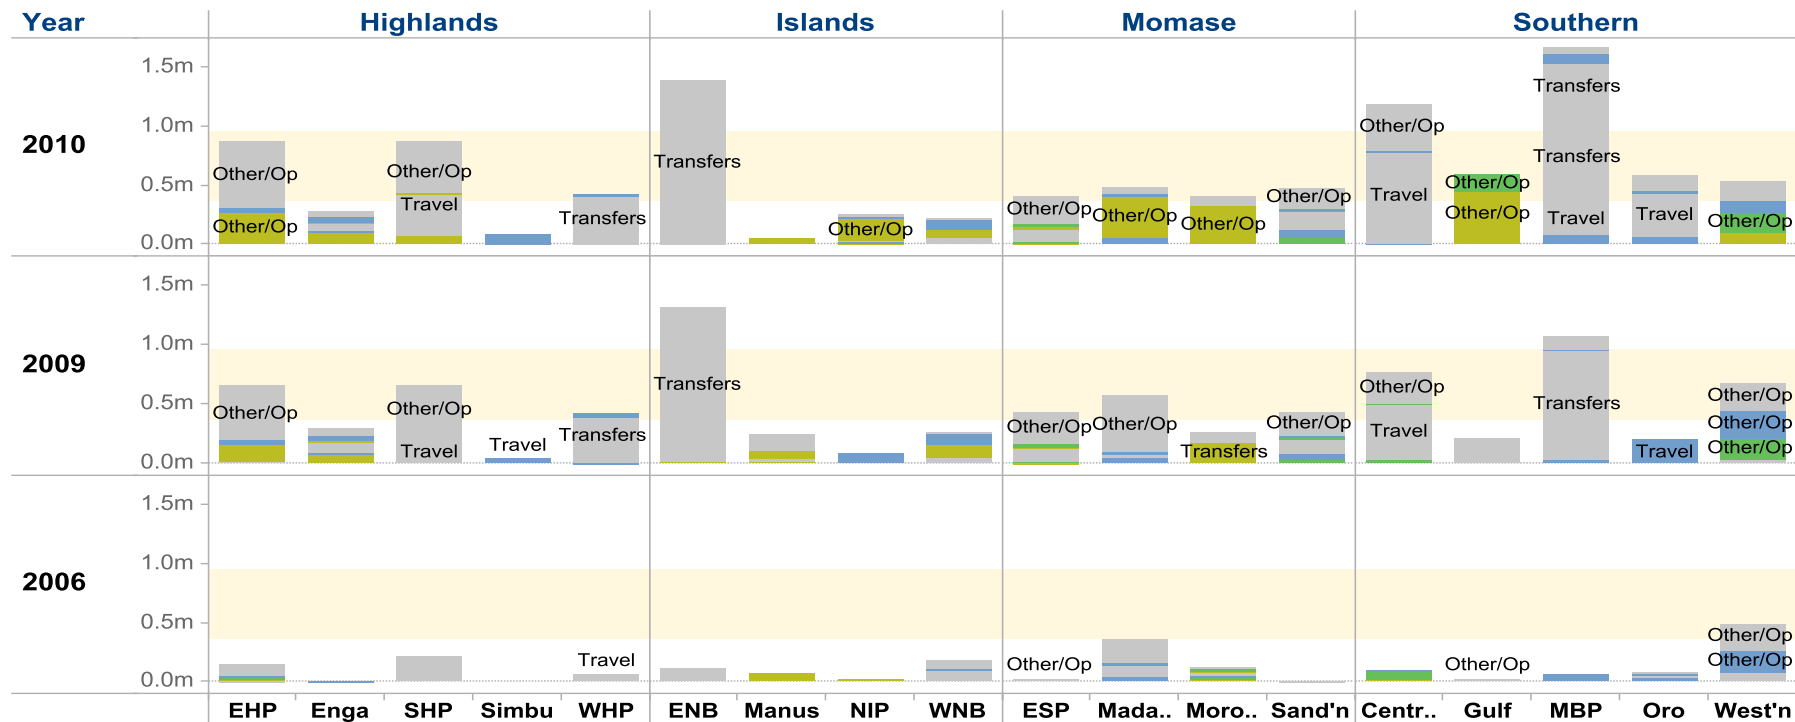 Year Highlands Islands Momase Southern
2010
1.5m
1.0m
0.5m
0.0m
Other/Op
Other/Op
Other/Op
Travel
Transfers
Transfers
Other/Op
Other/Op
Other/Op
Other/Op
Other/Op
Other/Op
Travel
Other/Op
Other/Op
Transfers
Transfers
Travel
Travel
Other/Op
2009
1.5m
1.0m
0.5m
0.0m
Other/Op
Other/Op
Travel
Travel
Transfers
Transfers
Other/Op
Other/Op
Transfers
Other/Op
Other/Op
Travel
Transfers
Travel
Other/Op
Other/Op
Other/Op
2006
1.5m
1.0m
0.5m
0.0m
Travel
Other/Op
Other/Op
Other/Op
Other/Op
EHP Enga SHP Simbu WHP ENB Manus NIP WNB ESP Mada.. Moro.. Sand'n Centr.. Gulf MBP Oro West'n